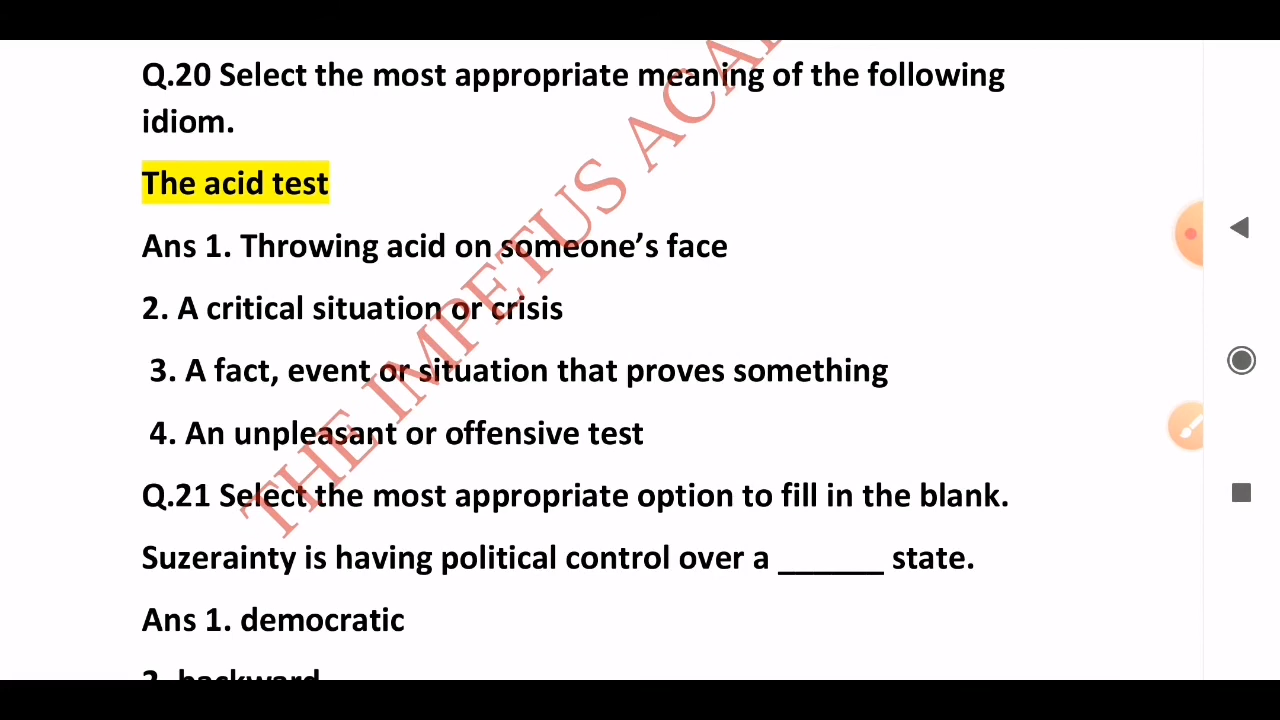 Q.20 Select the most appropriate meaning of the following
idiom.
The acid test
Ans 1. Throwing acid on someone’s face
2. A critical situation or crisis
3. A fact, event or situation that proves something
4. An unpleasant or offensive test
Q.21 Select the most appropriate option to fill in the blank.
Suzerainty is having political control over a ______ state.
Ans 1. democratic
2. backward
THE IMPETUS ACA